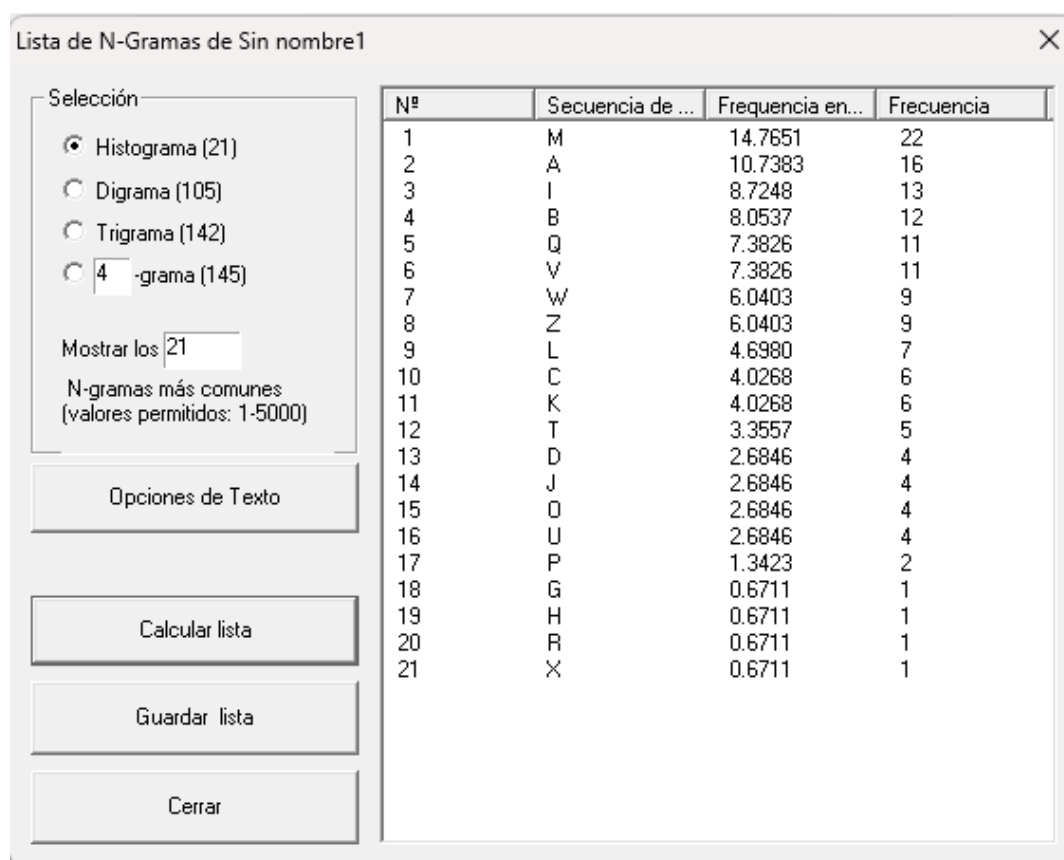 Lista de N-Gramas de Sin nombre1
Selección
Histograma (21)
Digrama (105)
Trigrama (142)
4 -grama (145)
Mostrar los 21
N-gramas más comunes
(valores permitidos: 1-5000)
Opciones de Texto
Calcular lista
Guardar lista
Cerrar
Nº Secuencia de ... Frequencia en... Frecuencia
1 M 14.7651 22
2 A 10.7383 16
3 I 8.7248 13
4 B 8.0537 12
5 Q 7.3826 11
6 V 7.3826 11
7 W 6.0403 9
8 Z 6.0403 9
9 L 4.6980 7
10 C 4.0268 6
11 K 4.0268 6
12 T 3.3557 5
13 D 2.6846 4
14 J 2.6846 4
15 O 2.6846 4
16 U 2.6846 4
17 P 1.3423 2
18 G 0.6711 1
19 H 0.6711 1
20 R 0.6711 1
21 X 0.6711 1